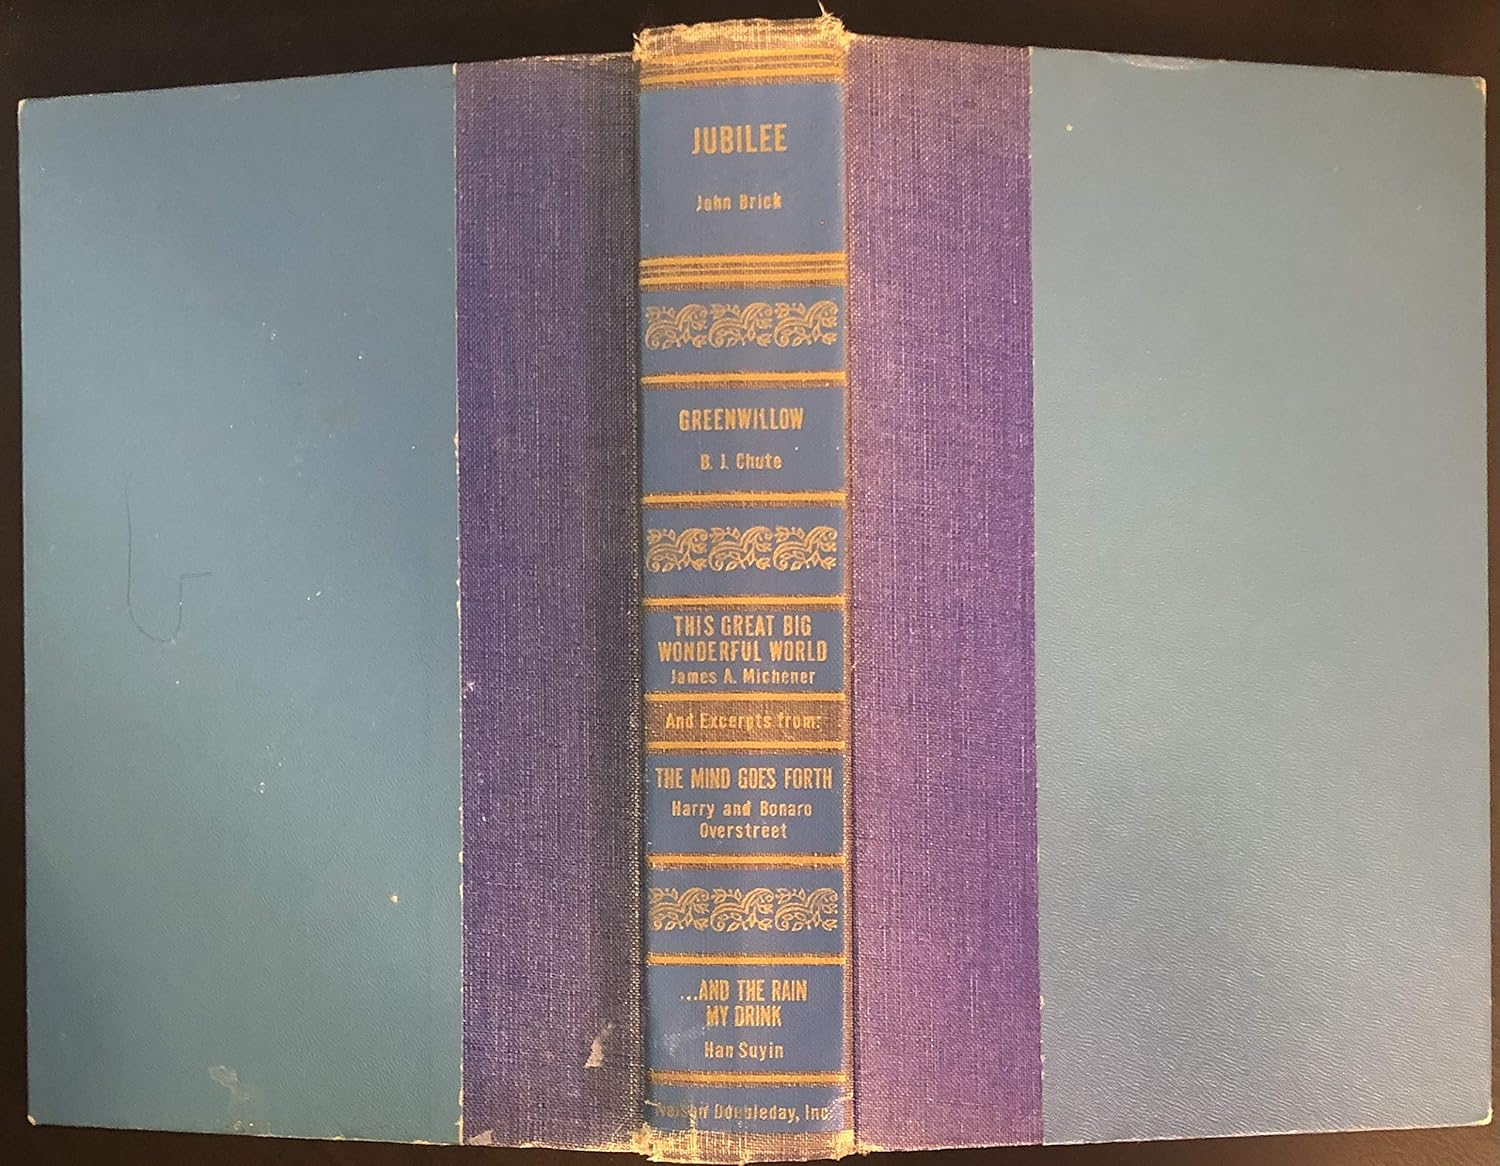 JUBILEE
John Brick
GREENWILLOW
B. J. Chute
THIS GREAT BIG
WONDERFUL WORLD
James A. Michener
And Excerpts from:
THE MIND GOES FORTH
Harry and Bonaro
Overstreet
...AND THE RAIN
MY DRINK
Han Suyin
Nelson Doubleday, Inc.